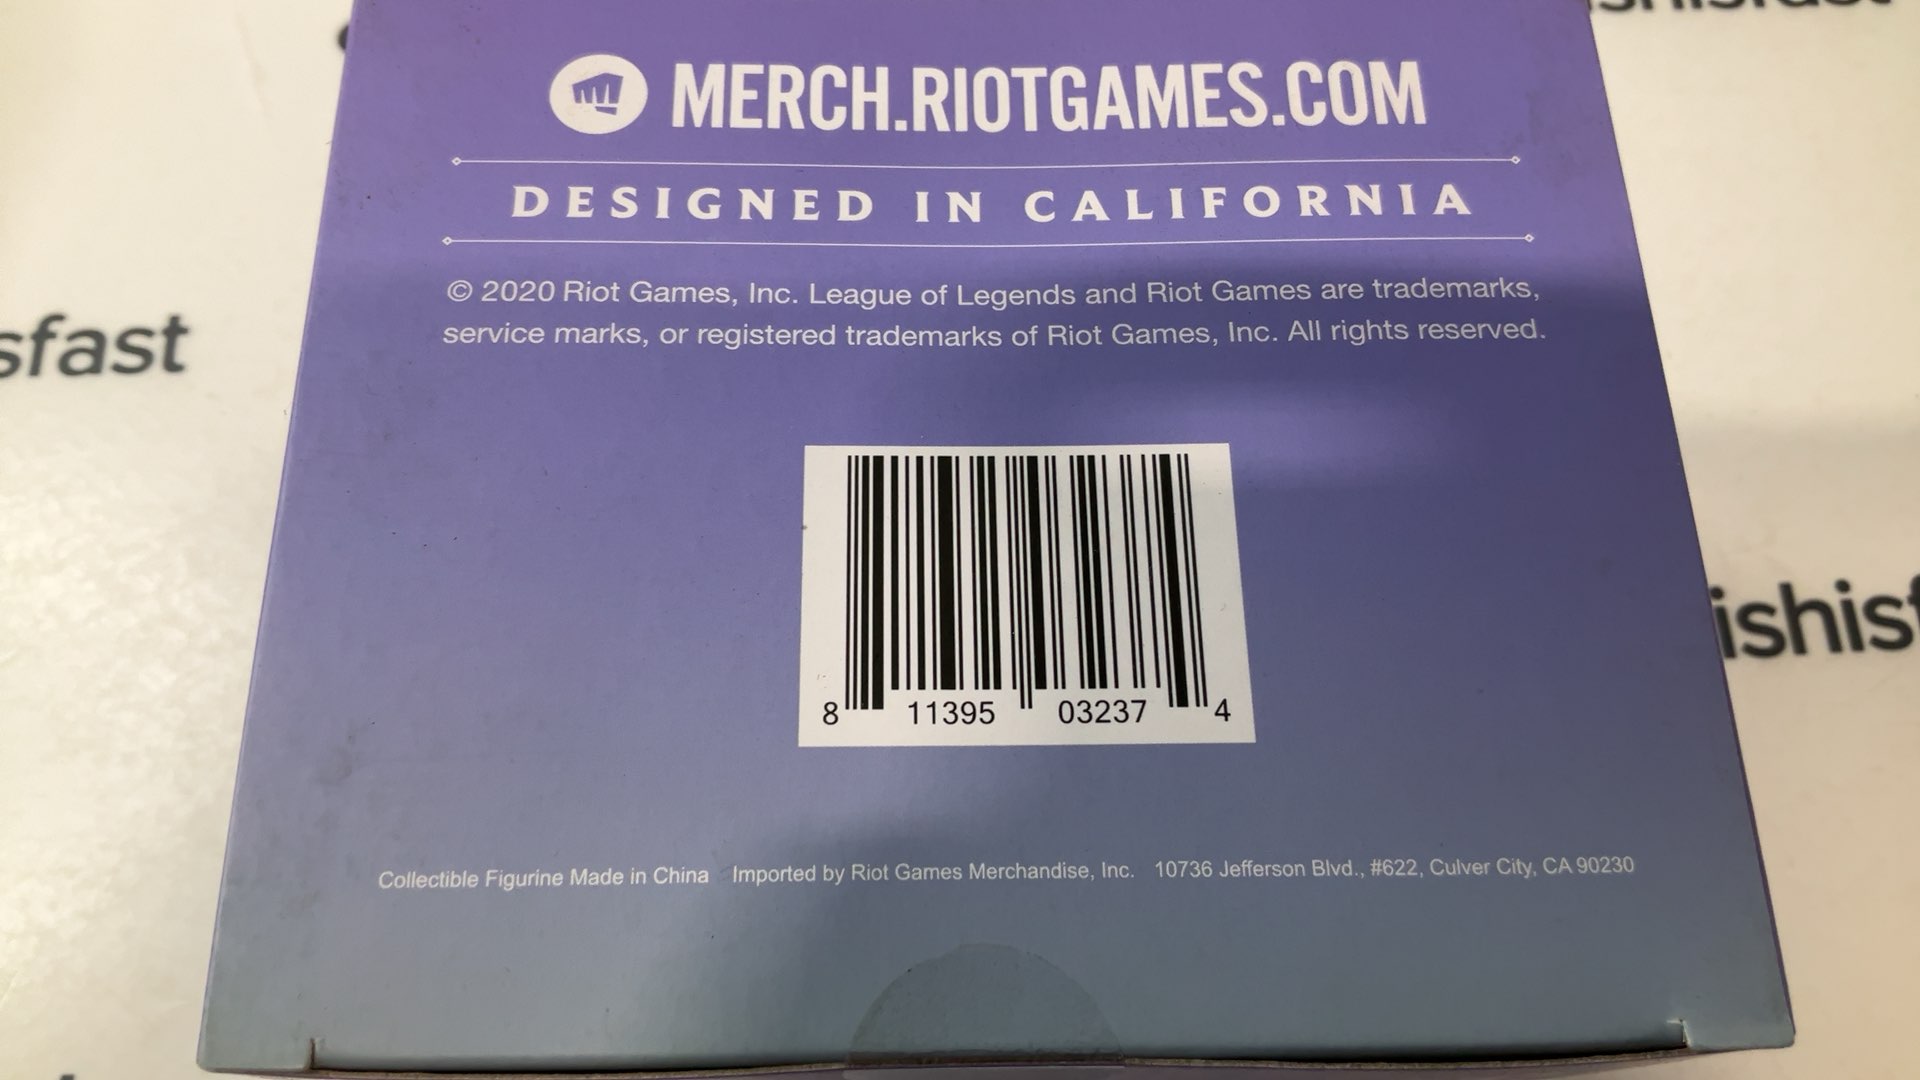 MERCH.RIOTGAMES.COM
DESIGNED IN CALIFORNIA
© 2020 Riot Games, Inc. League of Legends and Riot Games are trademarks,
service marks, or registered trademarks of Riot Games, Inc. All rights reserved.
sfast
ishisf
8 11395 03237 4
Collectible Figurine Made in China Imported by Riot Games Merchandise, Inc. 10736 Jefferson Blvd., #622, Culver City, CA 90230